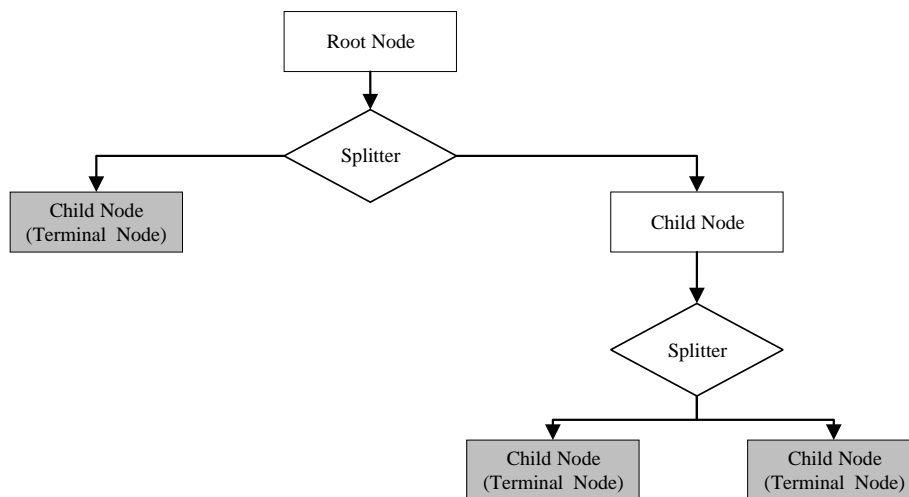 Root Node
Splitter
Child Node
(Terminal Node)
Child Node
Splitter
Child Node
(Terminal Node)
Child Node
(Terminal Node)